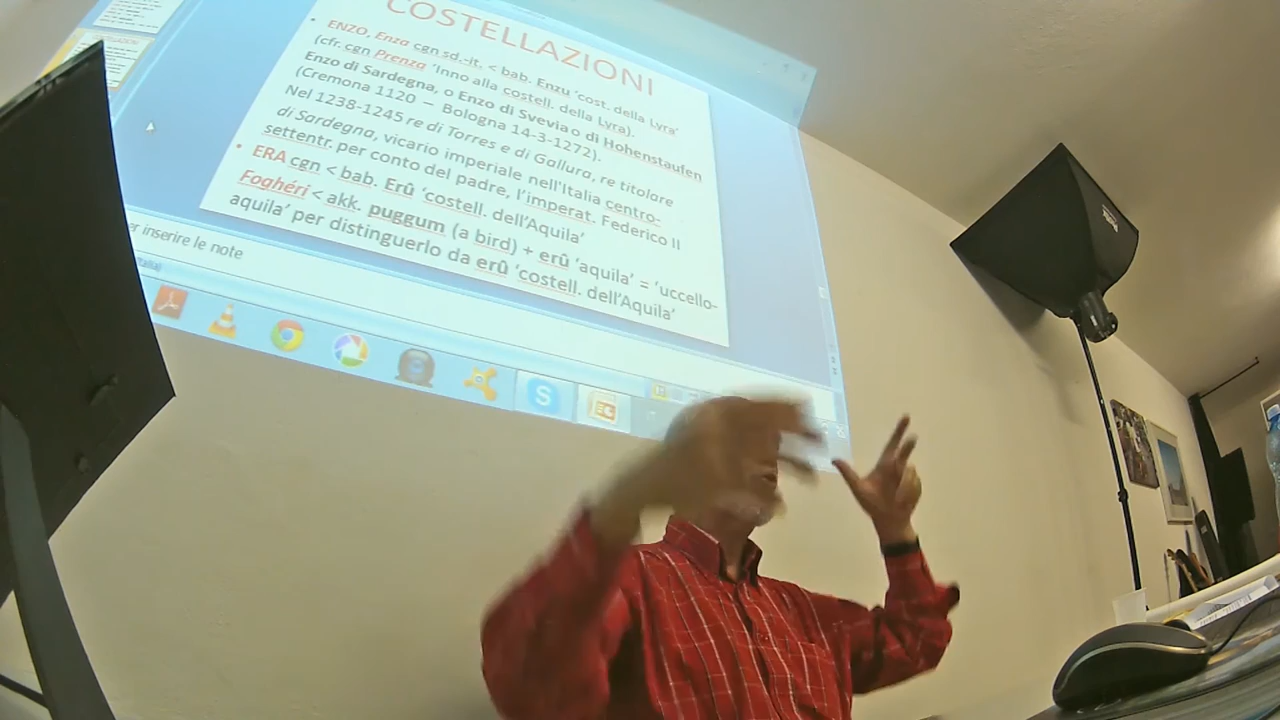 COSTELLAZIONI
• ENZO, Enza cgn sd.-it. < bab. Enzu 'cost. della Lyra'
(cfr. cgn Prenza 'Inno alla costell. della Lyra).
Enzo di Sardegna, o Enzo di Svevia o di Hohenstaufen
(Cremona 1120 – Bologna 14-3-1272).
Nel 1238-1245 re di Torres e di Gallura, re titolare
di Sardegna, vicario imperiale nell'Italia centro-
settentr. per conto del padre, l'imperat. Federico II
• ERA cgn < bab. Erû 'costell. dell'Aquila'
Foghéri < akk. puggum (a bird) + erû 'aquila' = 'uccello-
aquila' per distinguerlo da erû 'costell. dell'Aquila'
er inserire le note